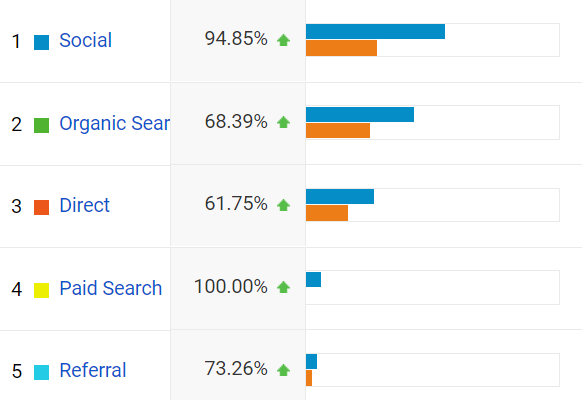 1 Social 94.85%
2 Organic Sear 68.39%
3 Direct 61.75%
4 Paid Search 100.00%
5 Referral 73.26%